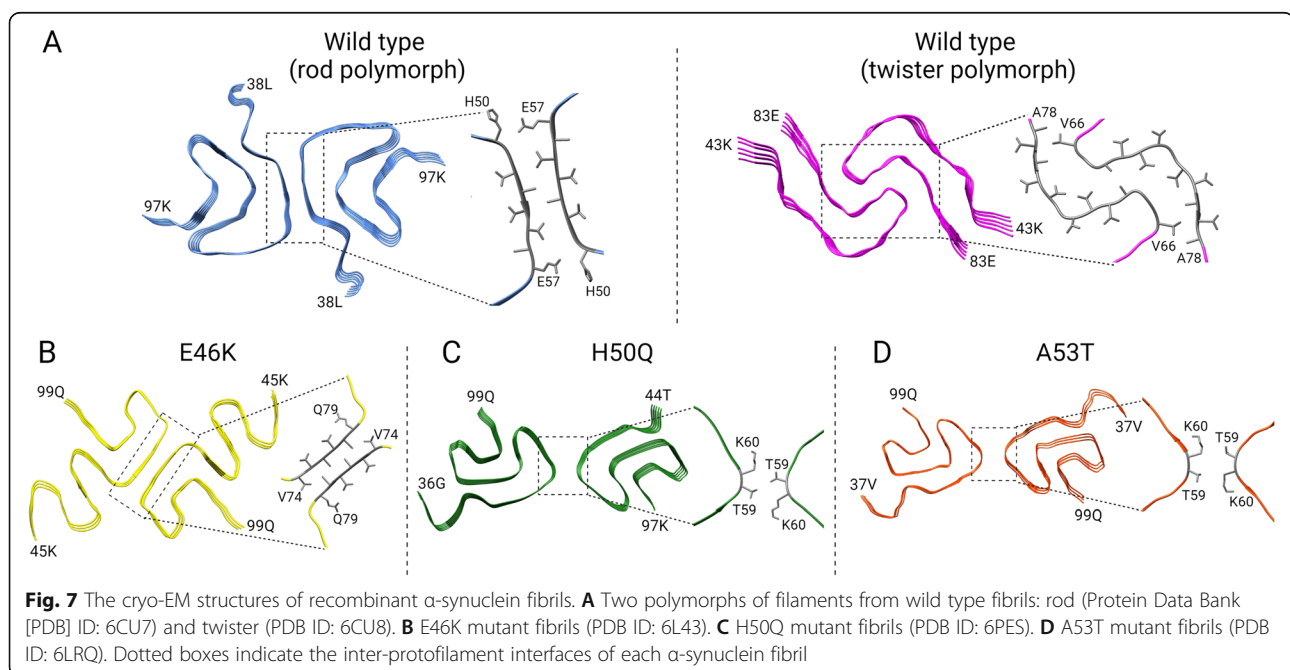 A
Wild type
(rod polymorph)
38L
97K
97K
38L
H50
E57
E57
H50
Wild type
(twister polymorph)
83E
43K
43K
83E
A78
V66
V66
A78
B
E46K
99Q
45K
45K
99Q
Q79
V74
V74
Q79
C
H50Q
99Q
44T
36G
97K
K60
T59
T59
K60
D
A53T
99Q
37V
37V
99Q
K60
T59
T59
K60
Fig. 7 The cryo-EM structures of recombinant α-synuclein fibrils. A Two polymorphs of filaments from wild type fibrils: rod (Protein Data Bank
[PDB] ID: 6CU7) and twister (PDB ID: 6CU8). B E46K mutant fibrils (PDB ID: 6L43). C H50Q mutant fibrils (PDB ID: 6PES). D A53T mutant fibrils (PDB
ID: 6LRQ). Dotted boxes indicate the inter-protofilament interfaces of each α-synuclein fibril